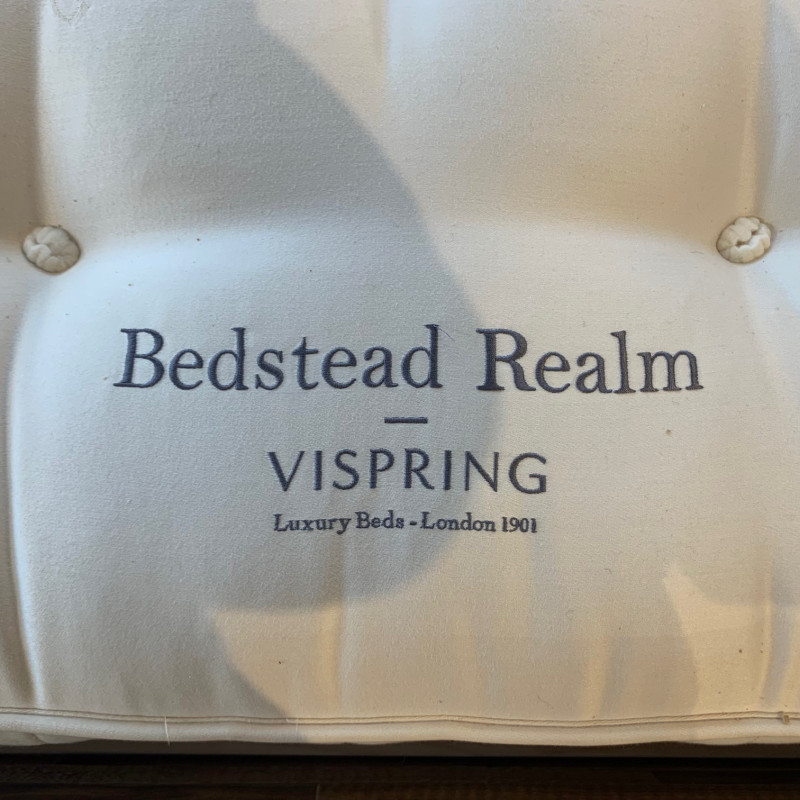 Bedstead Realm
—
VISPRING
Luxury Beds - London 1901